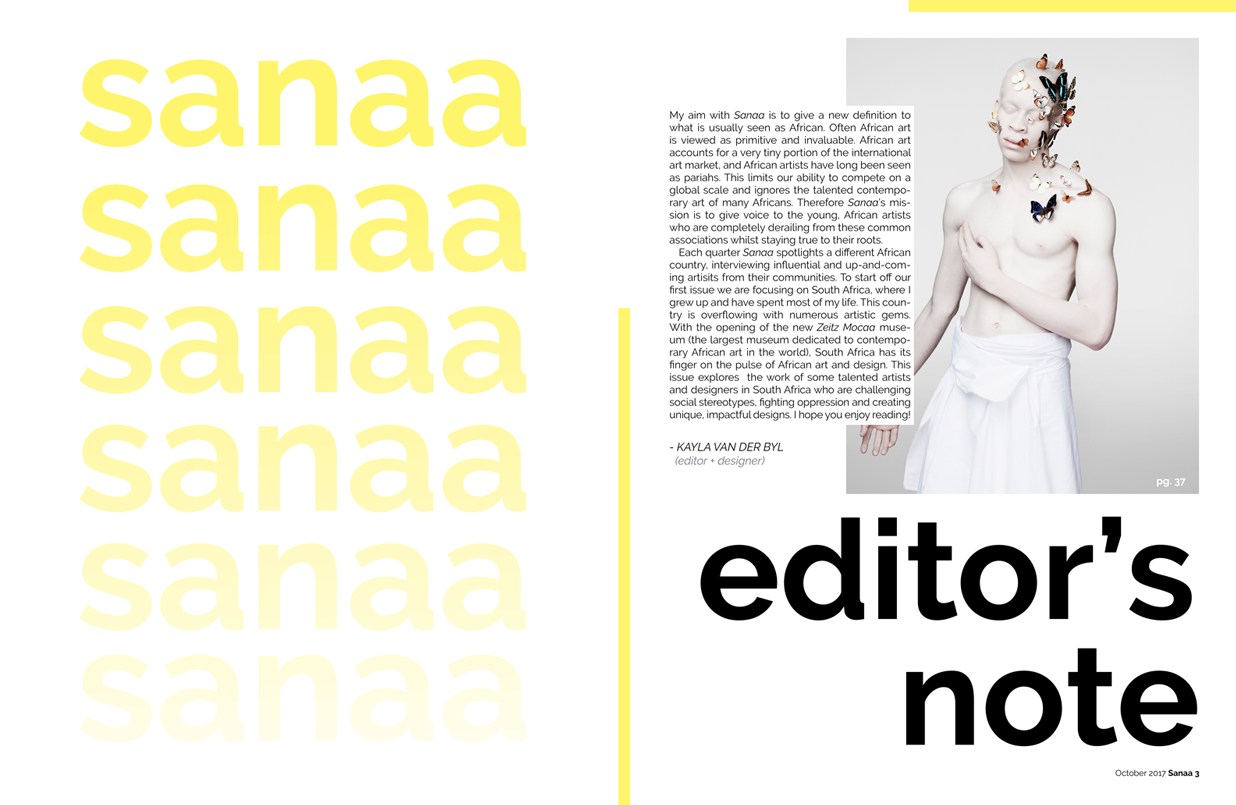 sanaa
sanaa
sanaa
sanaa
sanaa
sanaa
My aim with Sanaa is to give a new definition to
what is usually seen as African. Often African art
is viewed as primitive and invaluable. African art
accounts for a very tiny portion of the international
art market, and African artists have long been seen
as pariahs. This limits our ability to compete on a
global scale and ignores the talented contempo-
rary art of many Africans. Therefore Sanaa's mis-
sion is to give voice to the young, African artists
who are completely derailing from these common
associations whilst staying true to their roots.
Each quarter Sanaa spotlights a different African
country, interviewing influential and up-and-com-
ing artisits from their communities. To start off our
first issue we are focusing on South Africa, where I
grew up and have spent most of my life. This coun-
try is overflowing with numerous artistic gems.
With the opening of the new Zeitz Mocaa muse-
um (the largest museum dedicated to contempo-
rary African art in the world), South Africa has its
finger on the pulse of African art and design. This
issue explores the work of some talented artists
and designers in South Africa who are challenging
social stereotypes, fighting oppression and creating
unique, impactful designs. I hope you enjoy reading!
- KAYLA VAN DER BYL
(editor + designer)
pg. 37
editor's
note
October 2017 Sanaa 3